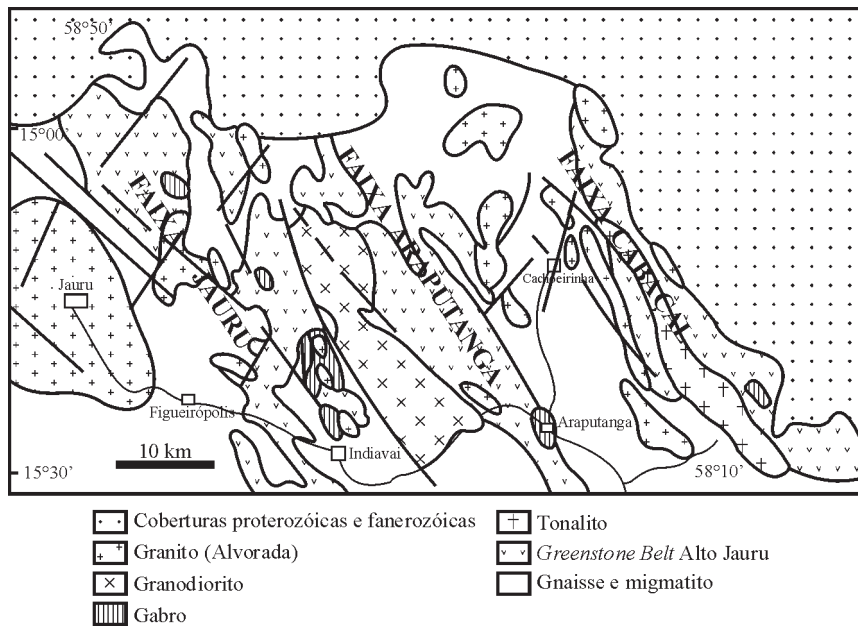 58°50'
15°00'
FAIXA JAURU
FAIXA ARAPUTANGA
FAIXA CABAÇAL
Jauru
Cachoeirinha
Figueirópolis
Araputanga
Indiavai
10 km
15°30'
58°10'
Coberturas proterozóicas e fanerozóicas
Granito (Alvorada)
Granodiorito
Gabro
Tonalito
Greenstone Belt Alto Jauru
Gnaisse e migmatito